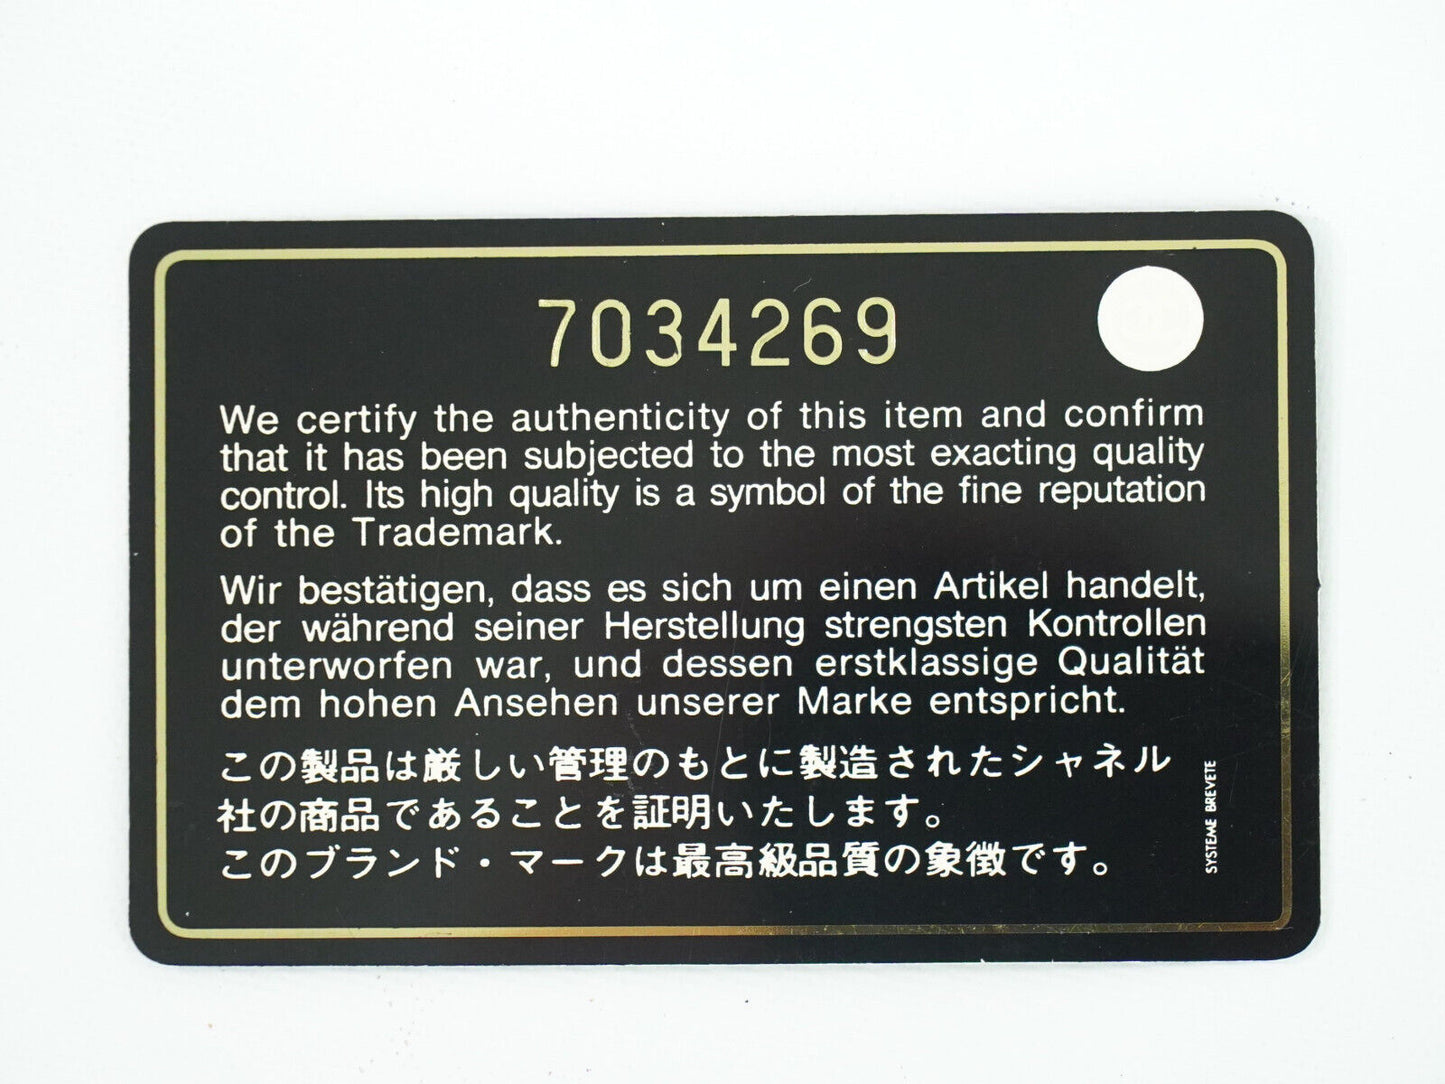 7034269
We certify the authenticity of this item and confirm
that it has been subjected to the most exacting quality
control. Its high quality is a symbol of the fine reputation
of the Trademark.
Wir bestätigen, dass es sich um einen Artikel handelt,
der während seiner Herstellung strengsten Kontrollen
unterworfen war, und dessen erstklassige Qualität
dem hohen Ansehen unserer Marke entspricht.
この製品は厳しい管理のもとに製造されたシャネル
社の商品であることを証明いたします。
このブランド・マークは最高級品質の象徴です。
SYSTEME BREVETE